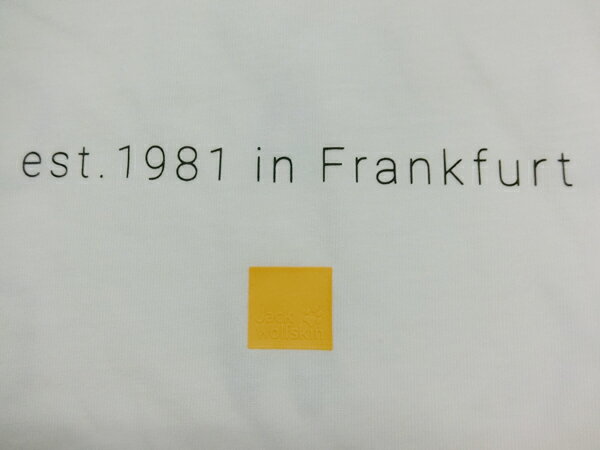 est. 1981 in Frankfurt
Jack
Wolfskin